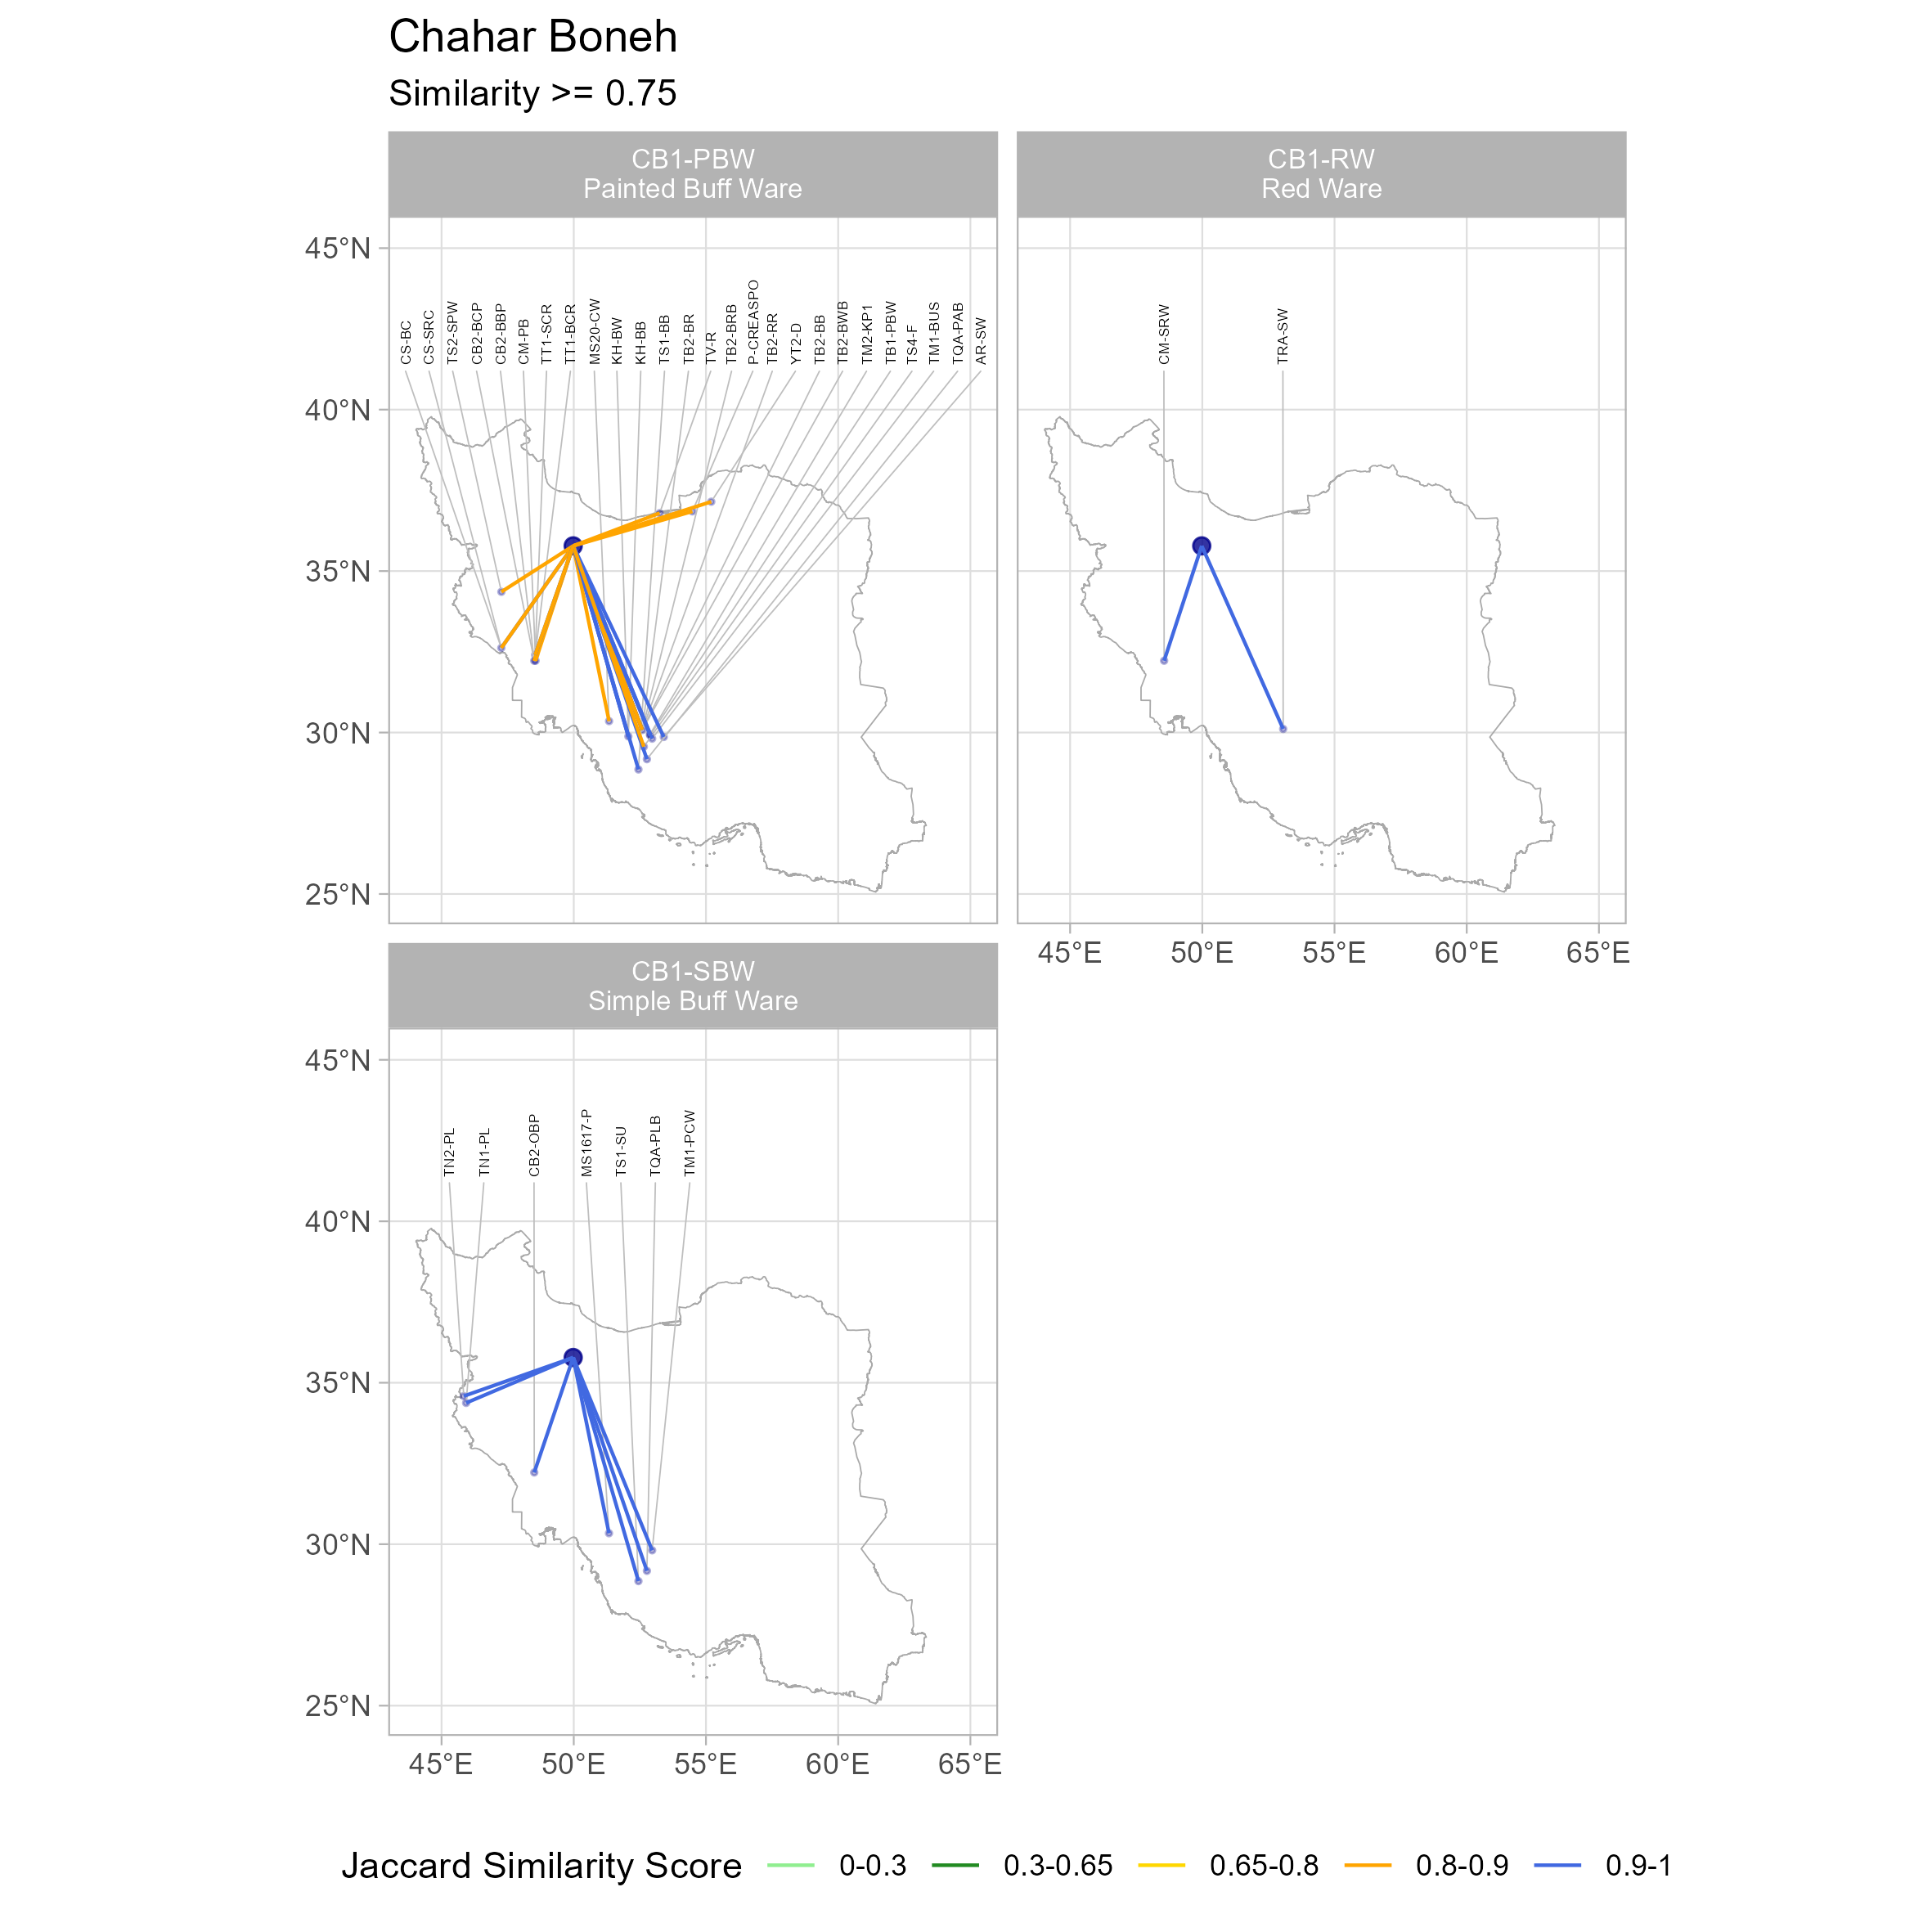 Chahar Boneh
Similarity >= 0.75
CB1-PBW
Painted Buff Ware
CB1-RW
Red Ware
45°N
40°N
35°N
30°N
25°N
CS-BC
CS-SRC
TS2-SPW
CB2-BCP
CB2-BBP
CM-PB
TT1-SCR
TT1-BCR
MS20-CW
KH-BW
KH-BB
TS1-BB
TB2-BR
TV-R
TB2-BRB
P-CREASPO
TB2-RR
YT2-D
TB2-BB
TB2-BWB
TM2-KP1
TB1-PBW
TS4-F
TM1-BUS
TQA-PAB
AR-SW
CM-SRW
TRA-SW
45°E
50°E
55°E
60°E
65°E
CB1-SBW
Simple Buff Ware
45°N
40°N
35°N
30°N
25°N
TN2-PL
TN1-PL
CB2-OBP
MS1617-P
TS1-SU
TQA-PLB
TM1-PCW
45°E
50°E
55°E
60°E
65°E
Jaccard Similarity Score
0-0.3
0.3-0.65
0.65-0.8
0.8-0.9
0.9-1